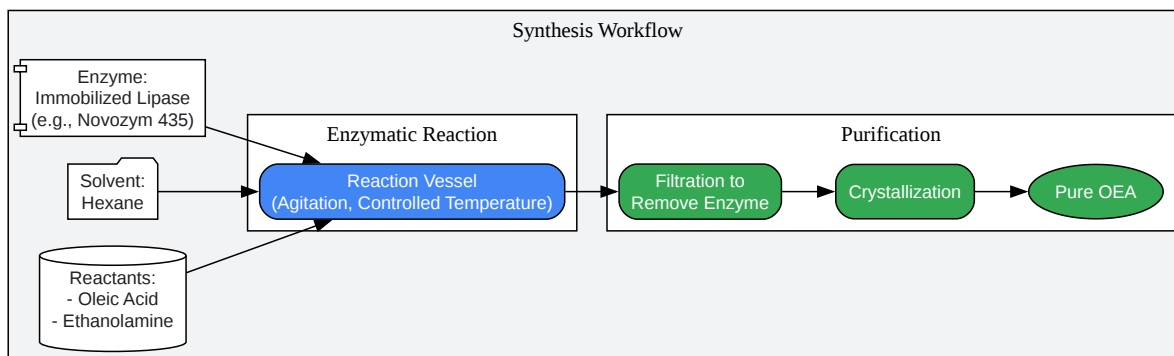 Synthesis Workflow
Enzyme:
Immobilized Lipase
(e.g., Novozym 435)
Solvent:
Hexane
Reactants:
- Oleic Acid
- Ethanolamine
Enzymatic Reaction
Reaction Vessel
(Agitation, Controlled Temperature)
Purification
Filtration to
Remove Enzyme
Crystallization
Pure OEA